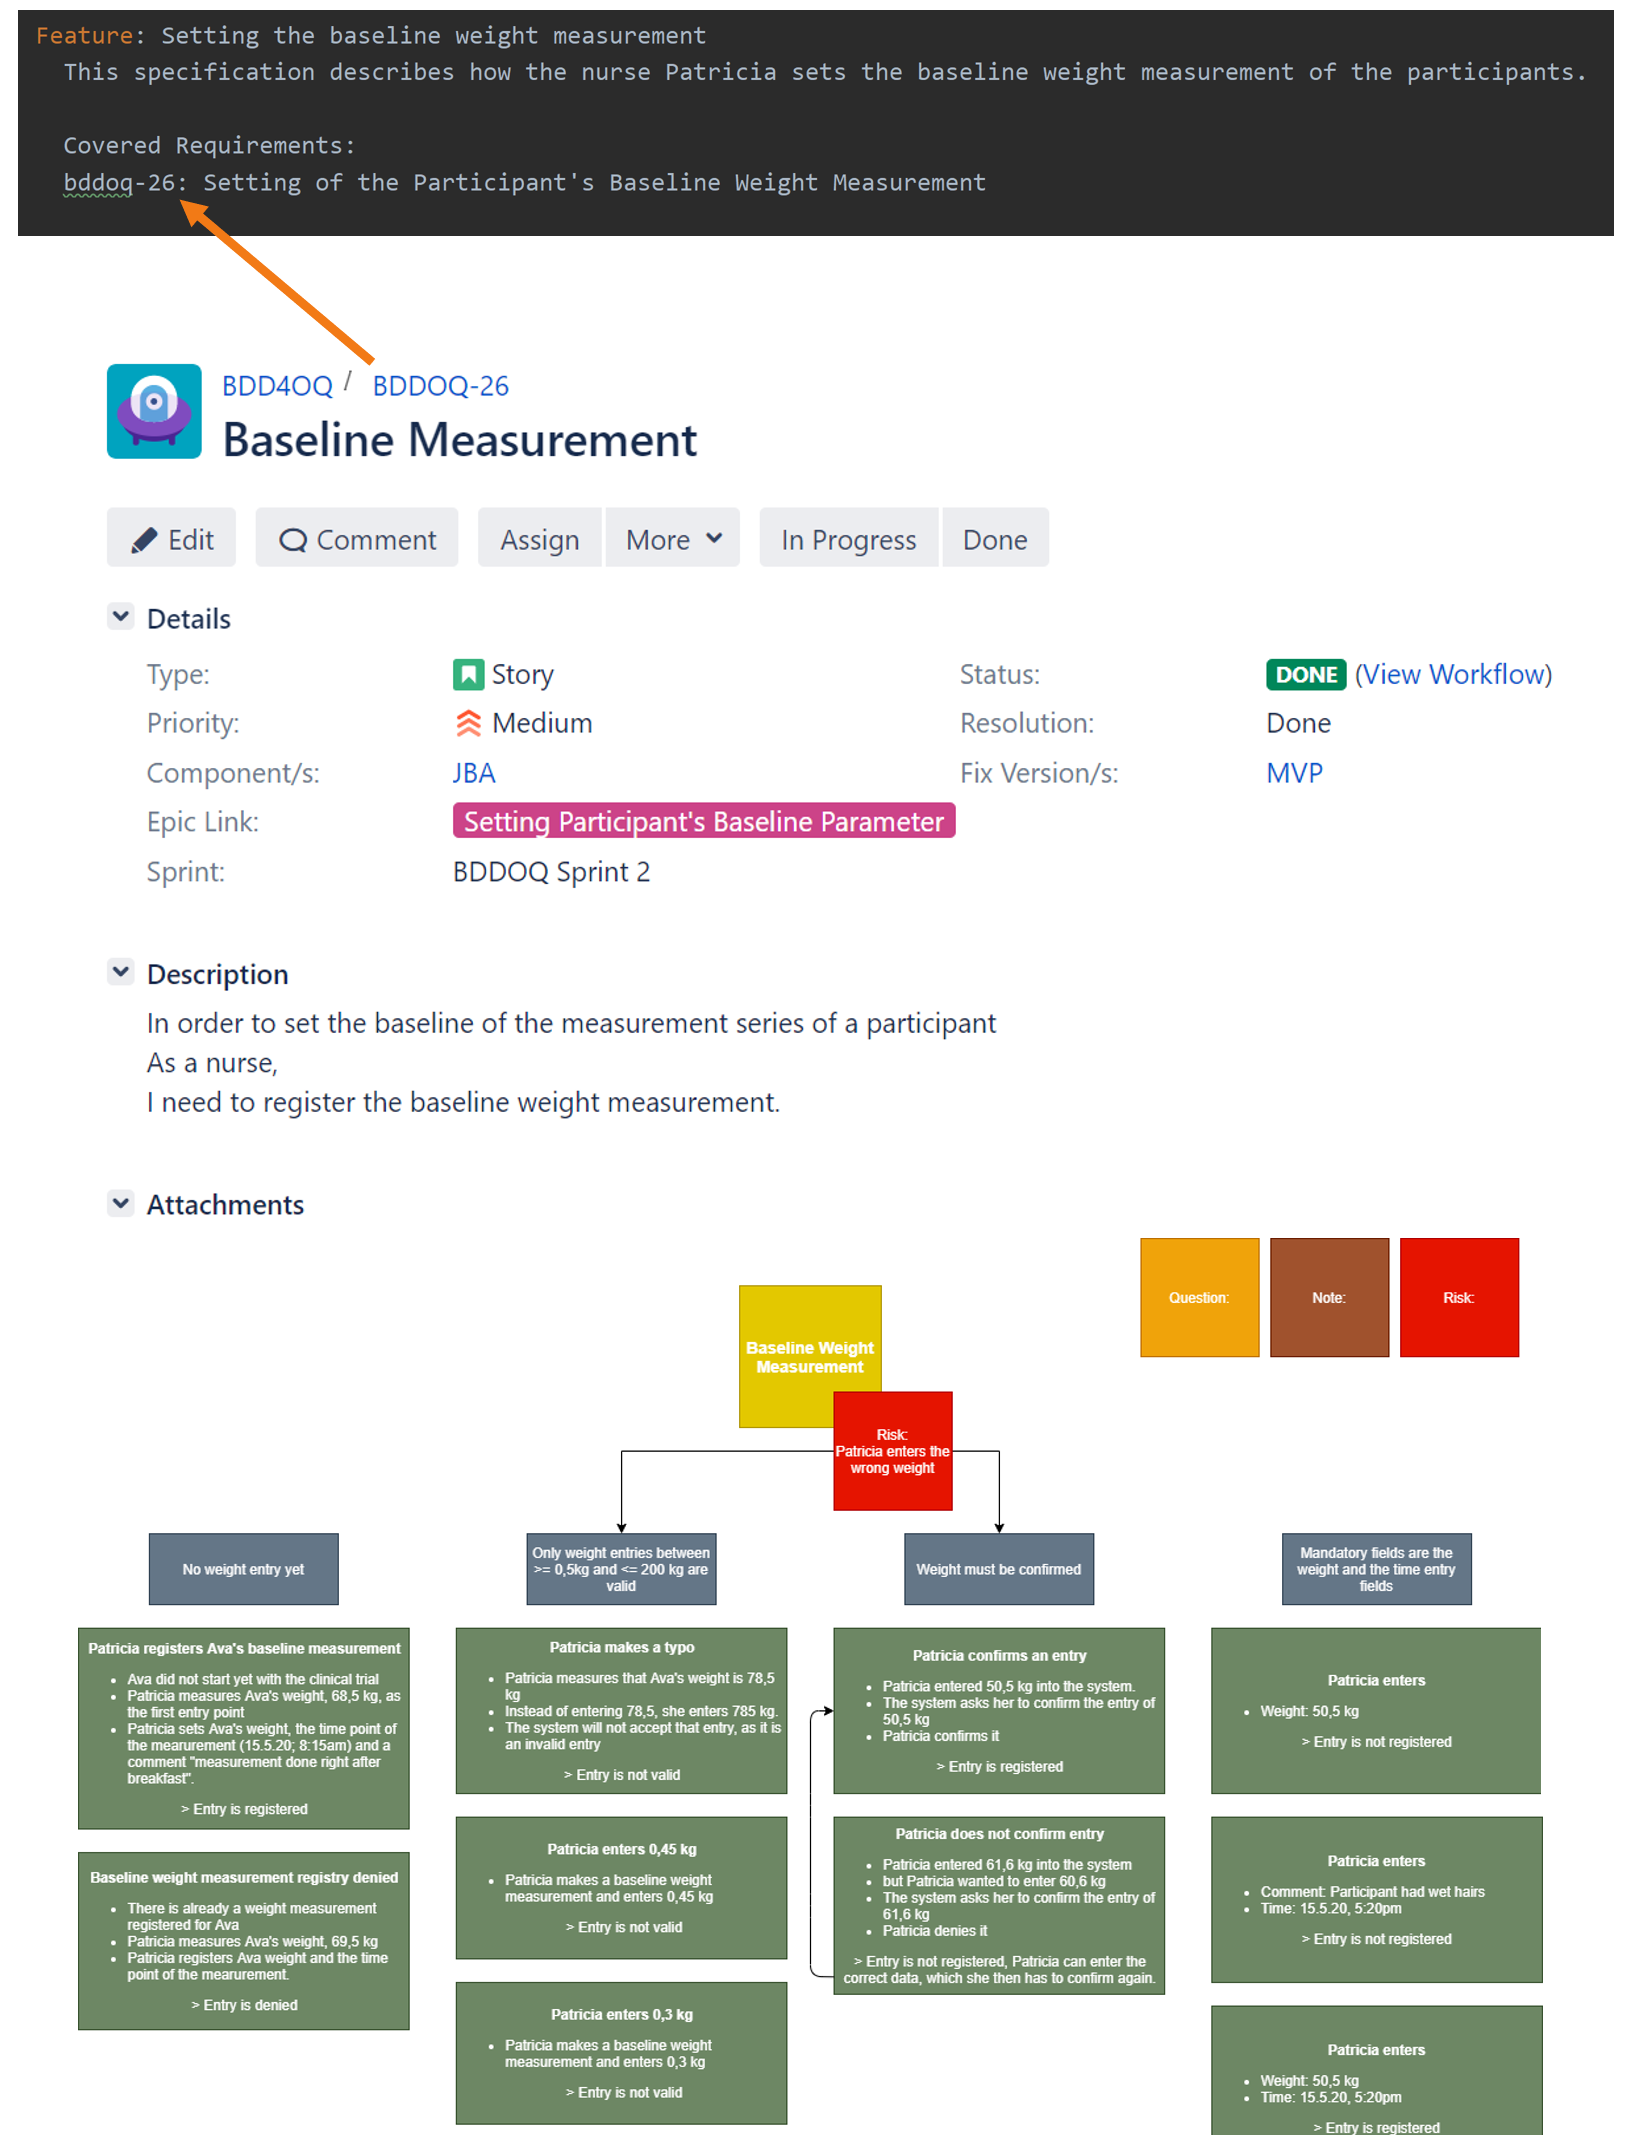 Feature: Setting the baseline weight measurement
This specification describes how the nurse Patricia sets the baseline weight measurement of the participants.
Covered Requirements:
bddoq-26: Setting of the Participant's Baseline Weight Measurement
BDD4OQ / BDDOQ-26
Baseline Measurement
Edit Comment Assign More In Progress Done
Details
Type: Story Status: DONE (View Workflow)
Priority: Medium Resolution: Done
Component/s: JBA Fix Version/s: MVP
Epic Link: Setting Participant's Baseline Parameter
Sprint: BDDOQ Sprint 2
Description
In order to set the baseline of the measurement series of a participant
As a nurse,
I need to register the baseline weight measurement.
Attachments
Question: Note: Risk:
Baseline Weight
Measurement
Risk:
Patricia enters the
wrong weight
No weight entry yet
Patricia registers Ava's baseline measurement
• Ava did not start yet with the clinical trial
• Patricia measures Ava's weight, 68,5 kg, as
the first entry point
• Patricia sets Ava's weight, the time point of
the mearurement (15.5.20; 8:15am) and a
comment "measurement done right after
breakfast".
> Entry is registered
Baseline weight measurement registry denied
• There is already a weight measurement
registered for Ava
• Patricia measures Ava's weight, 69,5 kg
• Patricia registers Ava weight and the time
point of the mearurement.
> Entry is denied
Only weight entries between
>= 0,5kg and <= 200 kg are
valid
Patricia makes a typo
• Patricia measures that Ava's weight is 78,5
kg
• Instead of entering 78,5, she enters 785 kg.
• The system will not accept that entry, as it is
an invalid entry
> Entry is not valid
Patricia enters 0,45 kg
• Patricia makes a baseline weight
measurement and enters 0,45 kg
> Entry is not valid
Patricia enters 0,3 kg
• Patricia makes a baseline weight
measurement and enters 0,3 kg
> Entry is not valid
Weight must be confirmed
Patricia confirms an entry
• Patricia entered 50,5 kg into the system.
• The system asks her to confirm the entry of
50,5 kg
• Patricia confirms it
> Entry is registered
Patricia does not confirm entry
• Patricia entered 61,6 kg into the system
• but Patricia wanted to enter 60,6 kg
• The system asks her to confirm the entry of
61,6 kg
• Patricia denies it
> Entry is not registered, Patricia can enter the
correct data, which she then has to confirm again.
Mandatory fields are the
weight and the time entry
fields
Patricia enters
• Weight: 50,5 kg
> Entry is not registered
Patricia enters
• Comment: Participant had wet hairs
• Time: 15.5.20, 5:20pm
> Entry is not registered
Patricia enters
• Weight: 50,5 kg
• Time: 15.5.20, 5:20pm
> Entry is registered